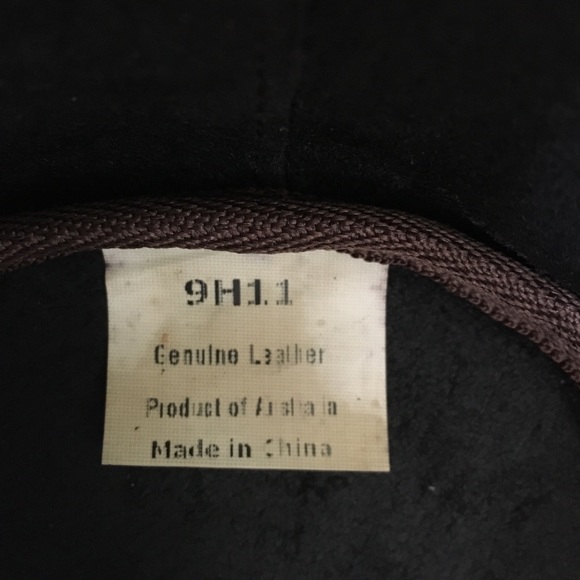 9H11
Genuine Leather
Product of Australia
Made in China